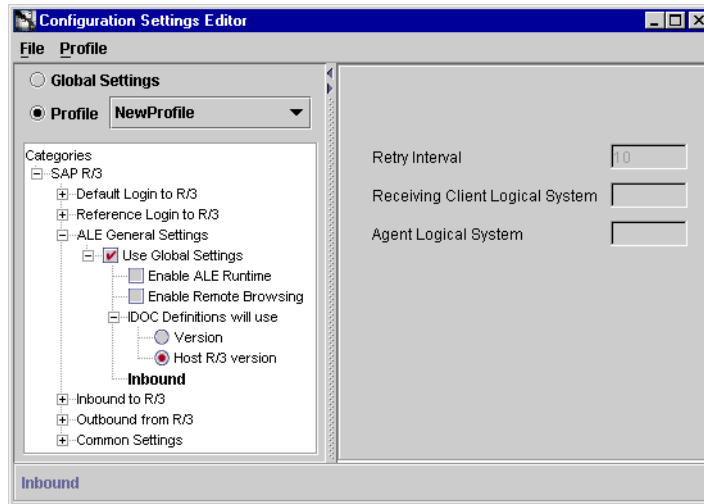 Configuration Settings Editor
File Profile
Global Settings
Profile NewProfile
Categories
SAP R/3
Default Login to R/3
Reference Login to R/3
ALE General Settings
Use Global Settings
Enable ALE Runtime
Enable Remote Browsing
IDOC Definitions will use
Version
Host R/3 version
Inbound
Inbound to R/3
Outbound from R/3
Common Settings
Retry Interval 10
Receiving Client Logical System
Agent Logical System
Inbound